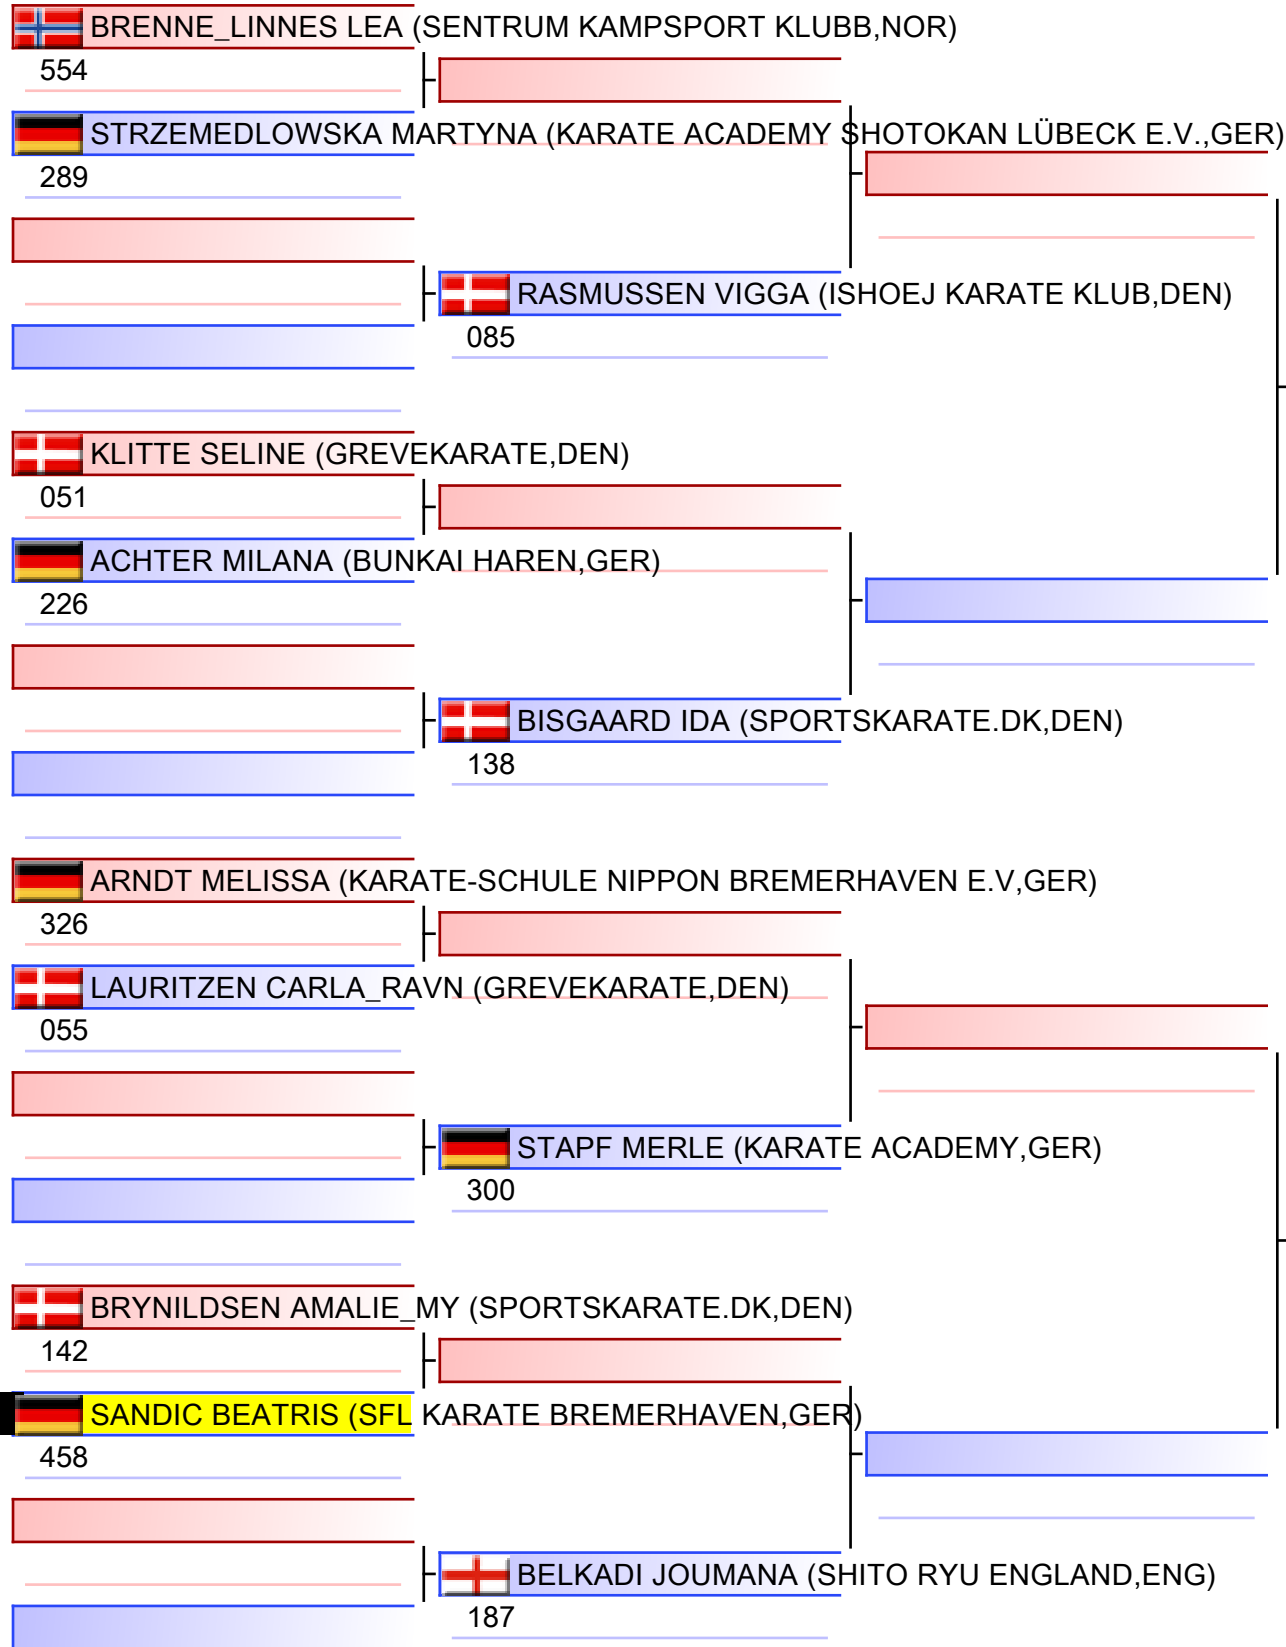 BRENNE_LINNES LEA (SENTRUM KAMPSPORT KLUBB,NOR)
554
STRZEMEDLOWSKA MARTYNA (KARATE ACADEMY SHOTOKAN LÜBECK E.V.,GER)
289
RASMUSSEN VIGGA (ISHOEJ KARATE KLUB,DEN)
085
KLITTE SELINE (GREVEKARATE,DEN)
051
ACHTER MILANA (BUNKAI HAREN,GER)
226
BISGAARD IDA (SPORTSKARATE.DK,DEN)
138
ARNDT MELISSA (KARATE-SCHULE NIPPON BREMERHAVEN E.V,GER)
326
LAURITZEN CARLA_RAVN (GREVEKARATE,DEN)
055
STAPF MERLE (KARATE ACADEMY,GER)
300
BRYNILDSEN AMALIE_MY (SPORTSKARATE.DK,DEN)
142
SANDIC BEATRIS (SFL KARATE BREMERHAVEN,GER)
458
BELKADI JOUMANA (SHITO RYU ENGLAND,ENG)
187